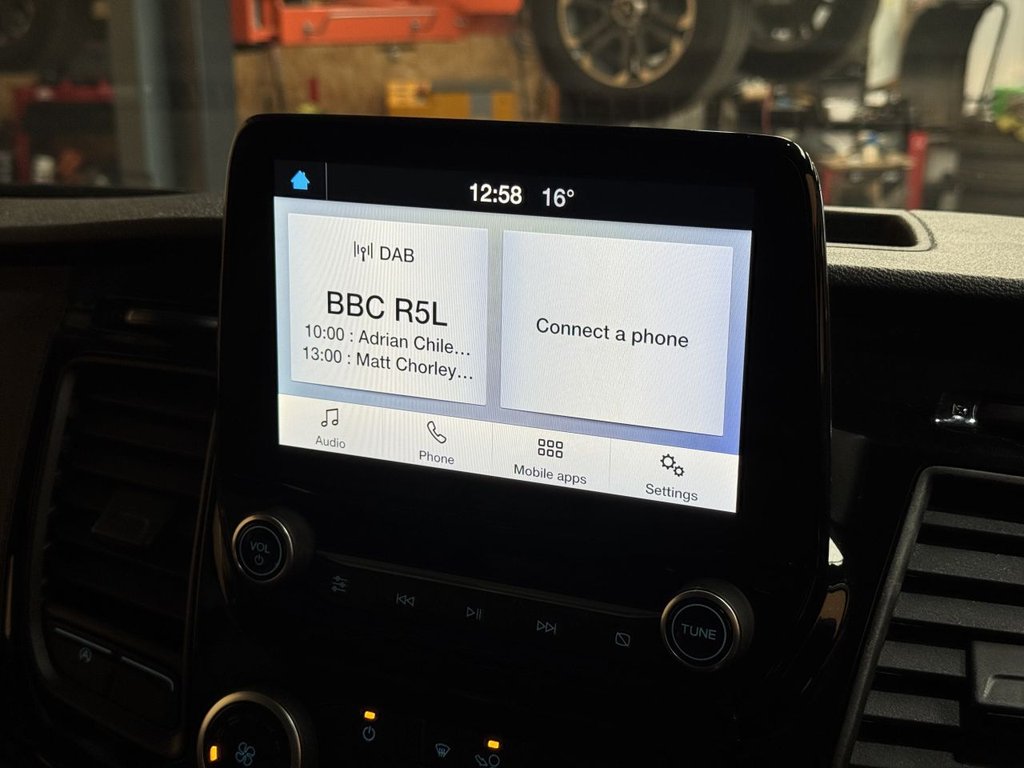 12:58 16°
DAB
BBC R5L
10:00 : Adrian Chile...
13:00 : Matt Chorley...
Connect a phone
Audio
Phone
Mobile apps
Settings
VOL
TUNE